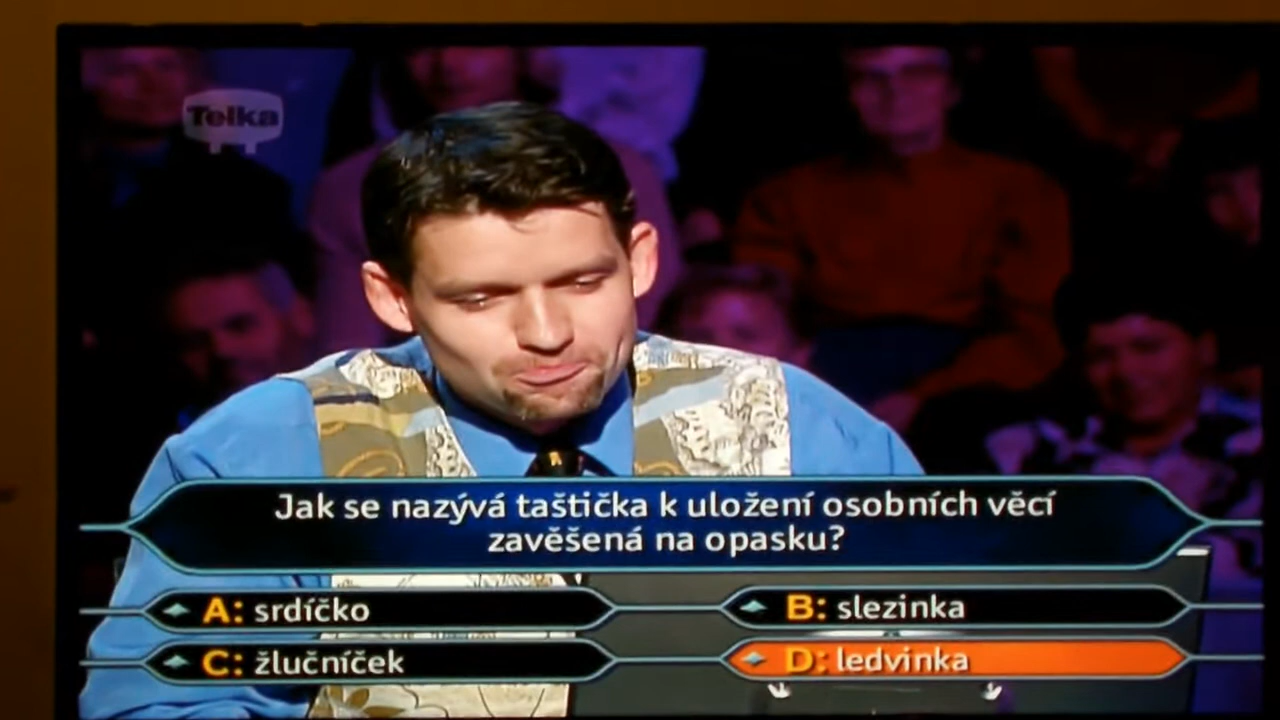 Telka
Jak se nazývá taštička k uložení osobních věcí
zavěšená na opasku?
A: srdíčko
B: slezinka
C: žlučníček
D: ledvinka